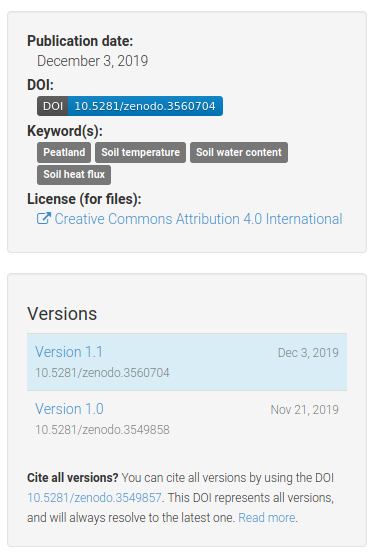 Publication date:
December 3, 2019
DOI:
DOI 10.5281/zenodo.3560704
Keyword(s):
Peatland Soil temperature Soil water content
Soil heat flux
License (for files):
Creative Commons Attribution 4.0 International
Versions
Version 1.1 Dec 3, 2019
10.5281/zenodo.3560704
Version 1.0 Nov 21, 2019
10.5281/zenodo.3549858
Cite all versions? You can cite all versions by using the DOI
10.5281/zenodo.3549857. This DOI represents all versions,
and will always resolve to the latest one. Read more.